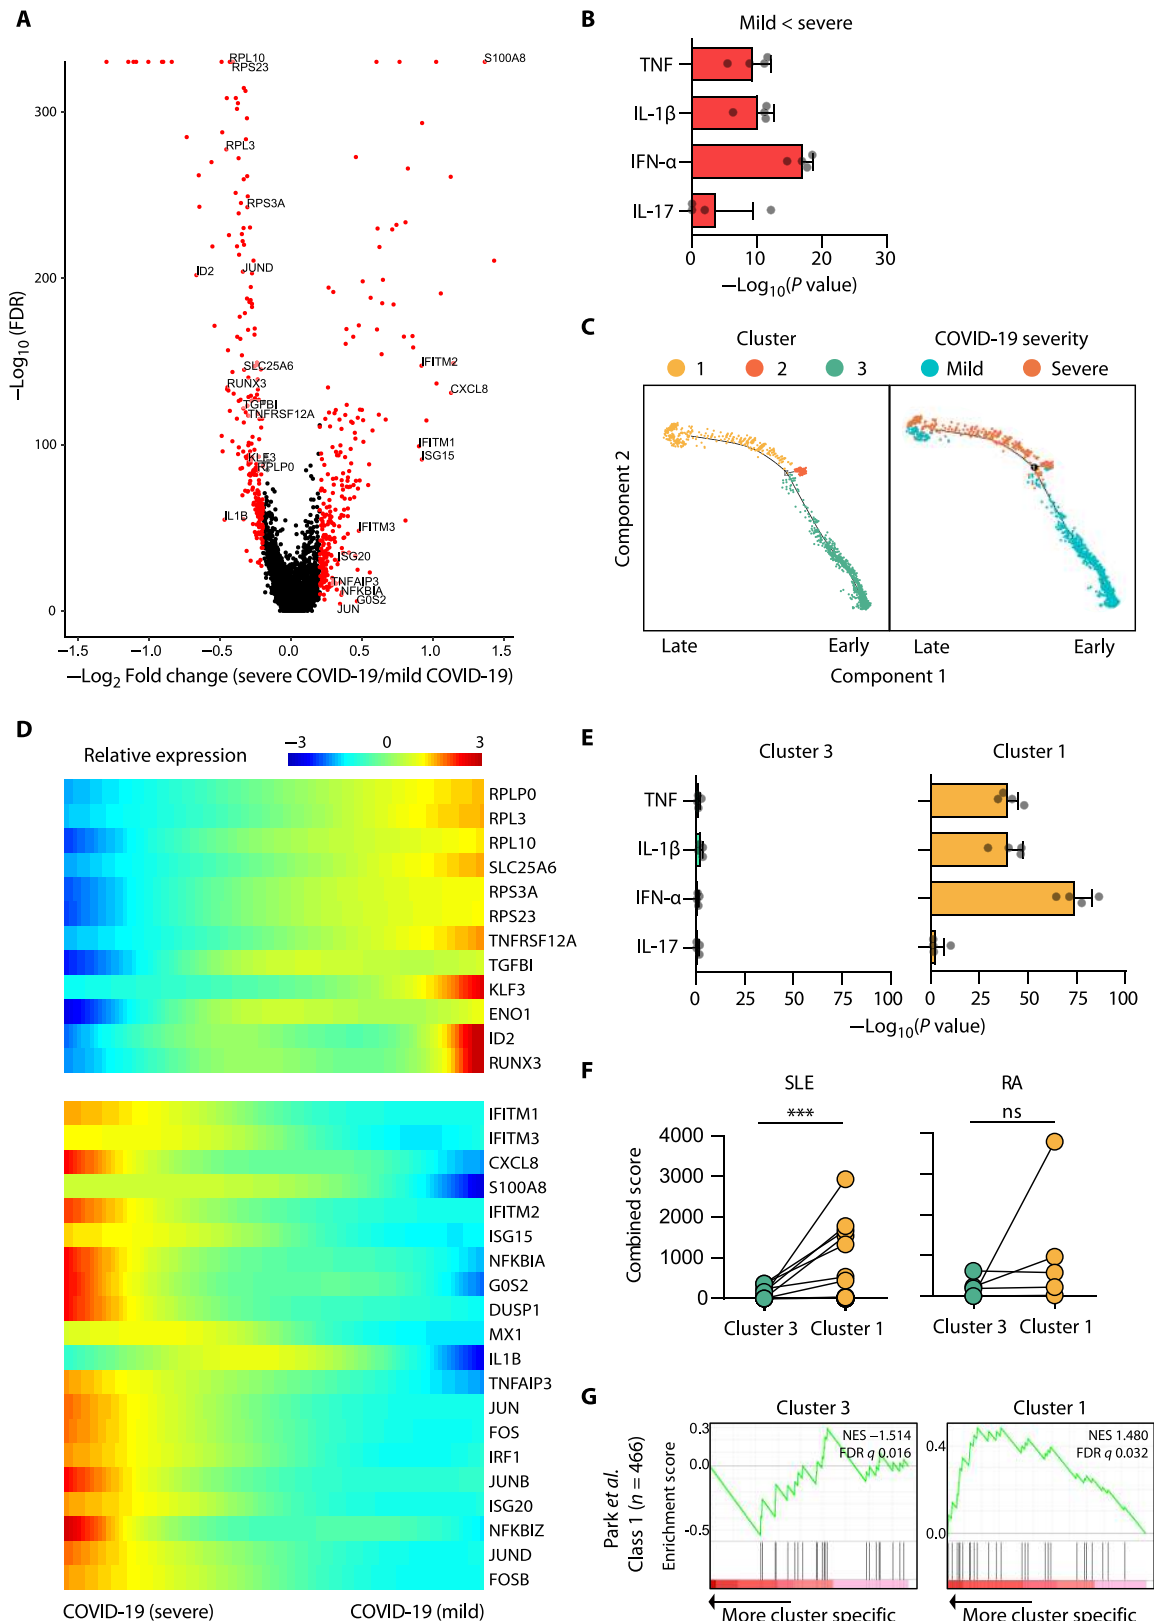 A
RPL10
RPS23
S100A8
300
RPL3
RPS3A
ID2
JUND
200
SLC25A6
IFITM2
RUNX3
CXCL8
TGFBI
TNFRSF12A
100
IFITM1
KLF3
ISG15
RPLP0
IL1B
IFITM3
ISG20
TNFAIP3
NFKBIA
G0S2
JUN
0
−Log10 (FDR)
−1.5 −1.0 −0.5 0.0 0.5 1.0 1.5
−Log2 Fold change (severe COVID-19/mild COVID-19)
B
Mild < severe
TNF
IL-1β
IFN-α
IL-17
0 10 20 30
−Log10(P value)
C
Cluster
COVID-19 severity
1 2 3
Mild Severe
Component 2
Late Early
Late Early
Component 1
D
Relative expression
−3 0 3
RPLP0
RPL3
RPL10
SLC25A6
RPS3A
RPS23
TNFRSF12A
TGFBI
KLF3
ENO1
ID2
RUNX3
IFITM1
IFITM3
CXCL8
S100A8
IFITM2
ISG15
NFKBIA
G0S2
DUSP1
MX1
IL1B
TNFAIP3
JUN
FOS
IRF1
JUNB
ISG20
NFKBIZ
JUND
FOSB
COVID-19 (severe) COVID-19 (mild)
E
Cluster 3 Cluster 1
TNF
IL-1β
IFN-α
IL-17
0 25 50 75 100
0 25 50 75 100
−Log10(P value)
F
SLE RA
*** ns
4000
3000
2000
1000
0
Combined score
Cluster 3 Cluster 1
Cluster 3 Cluster 1
G
Cluster 3 Cluster 1
Park et al.
Class 1 (n = 466)
Enrichment score
0.3
0.0
-0.5
NES −1.514
FDR q 0.016
0.4
0.0
NES 1.480
FDR q 0.032
More cluster specific
More cluster specific